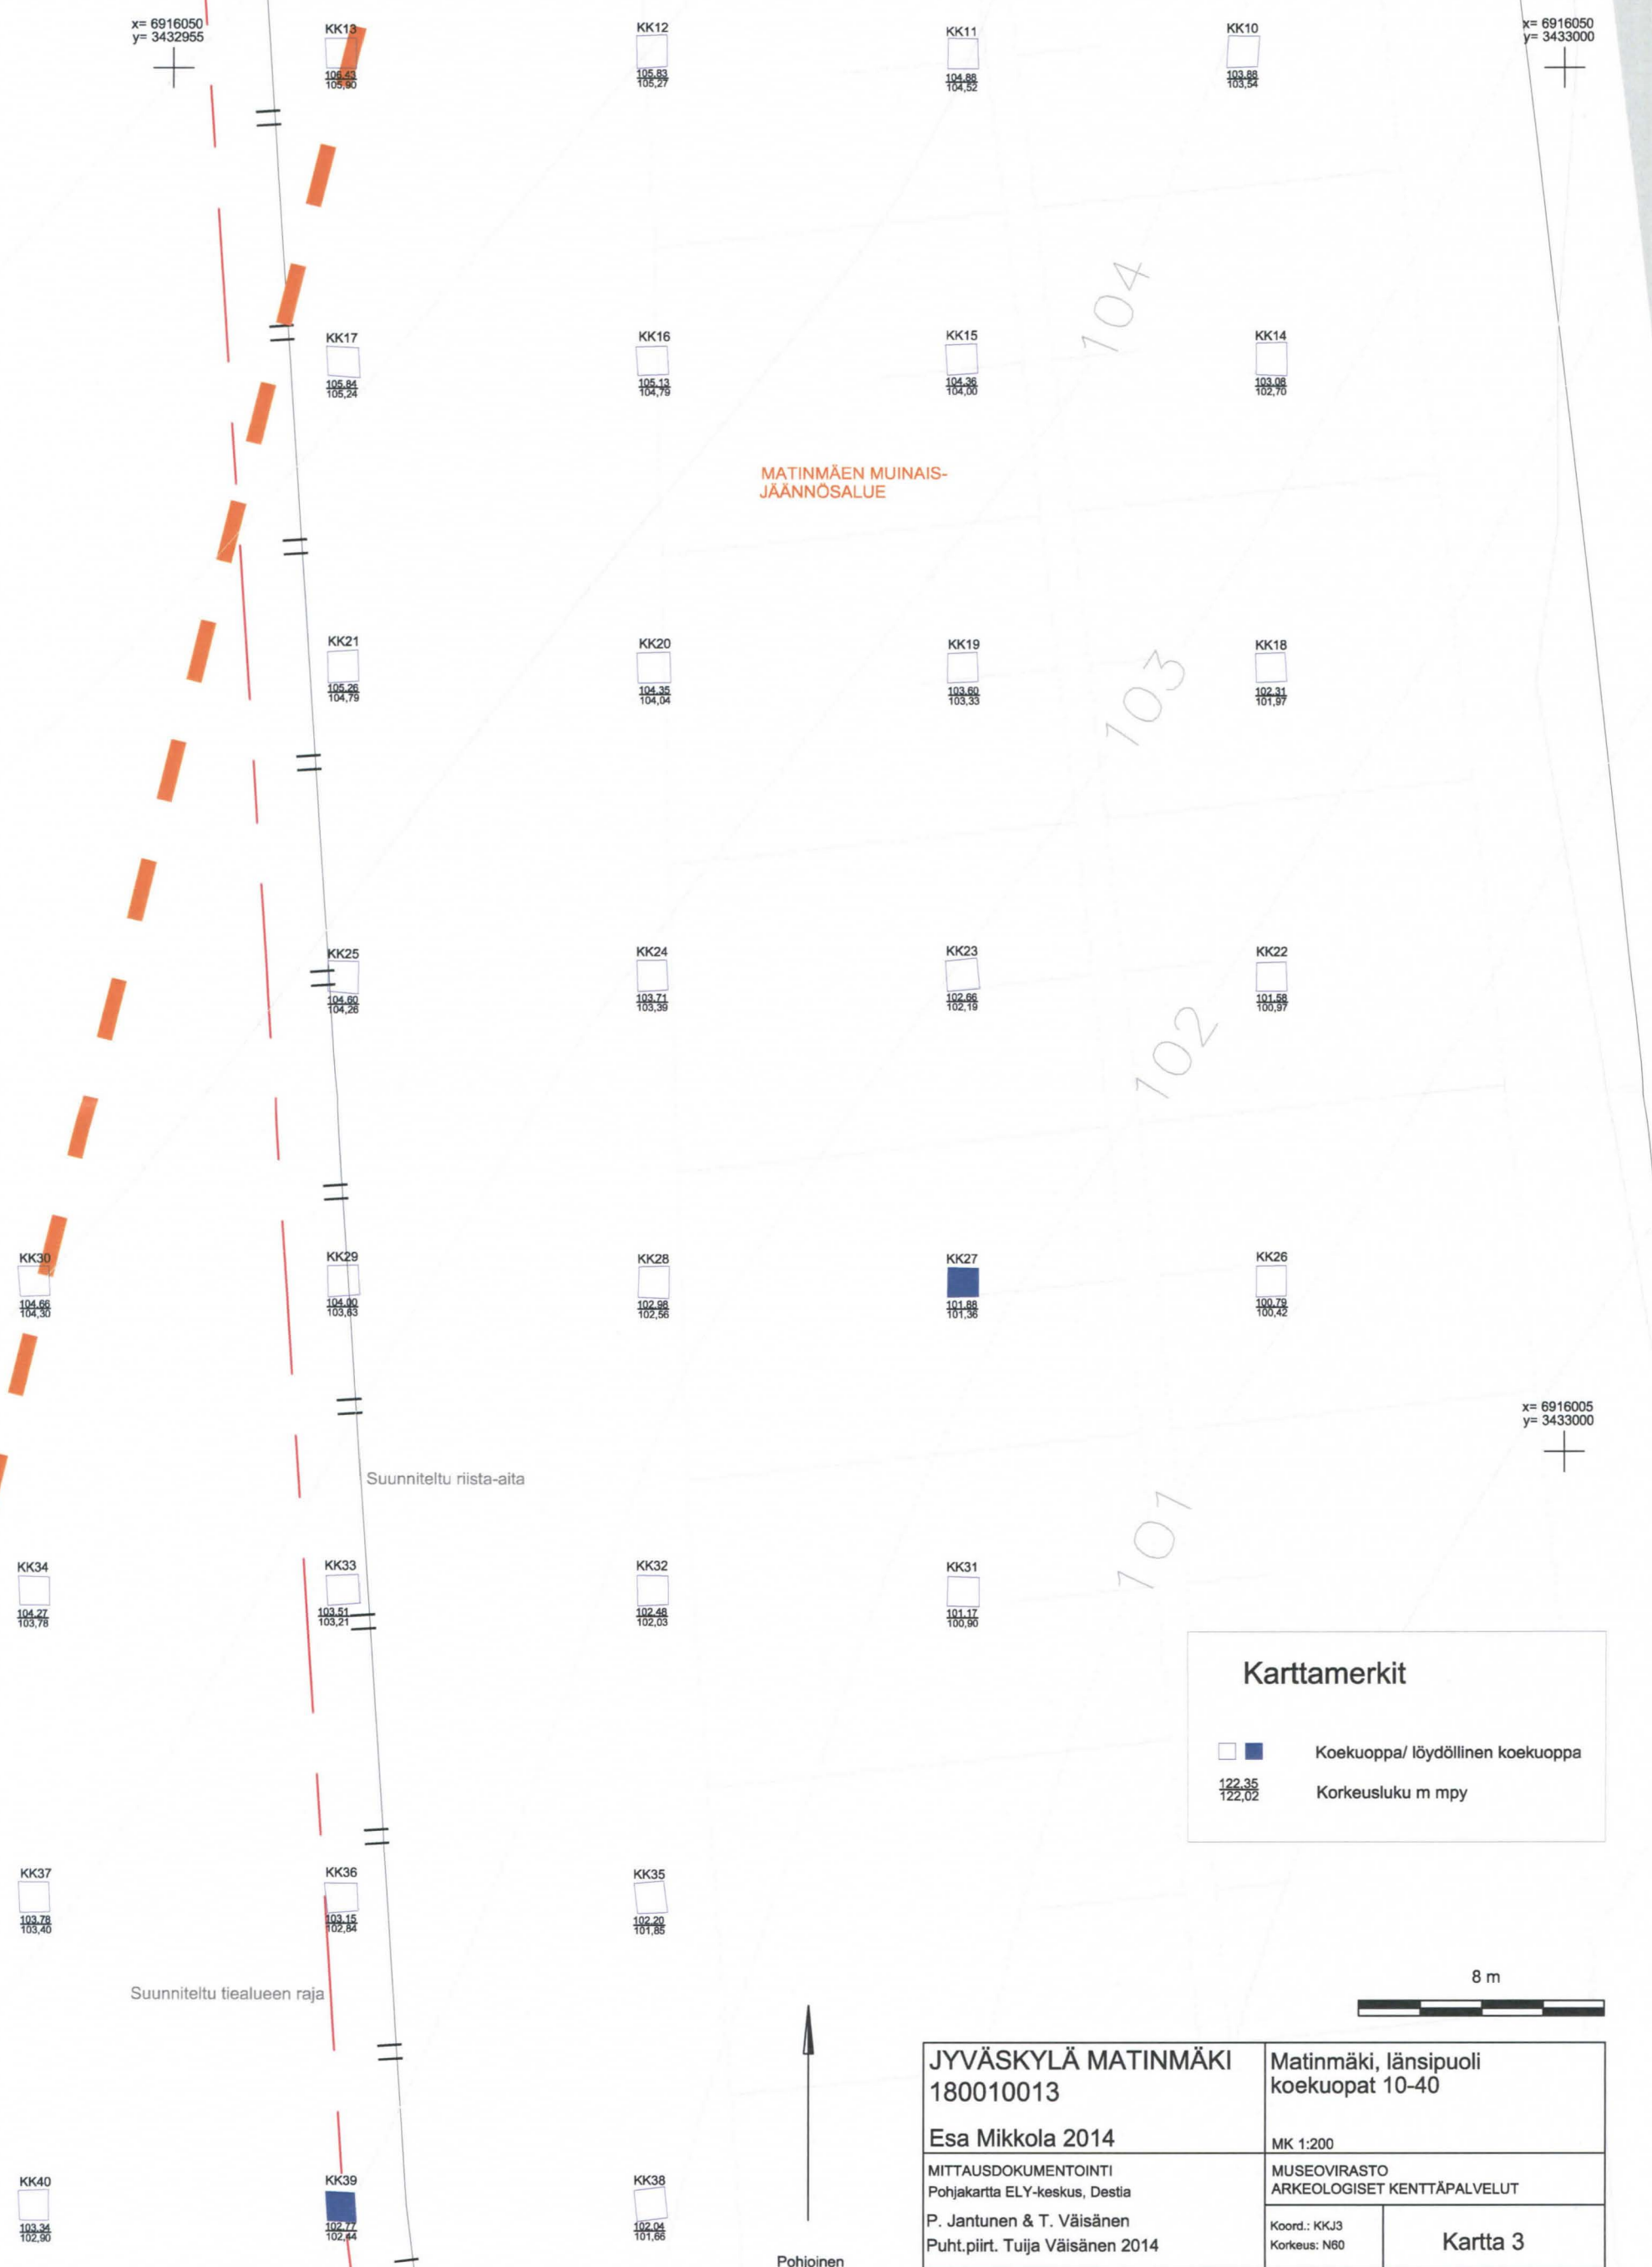 x= 6916050
y= 3432955
KK13
106,43
105,90
KK12
105,83
105,27
KK11
104,88
104,52
KK10
103,88
103,54
x= 6916050
y= 3433000
104
KK17
105,84
105,24
KK16
105,13
104,79
KK15
104,36
104,00
KK14
103,08
102,70
MATINMÄEN MUINAIS-
JÄÄNNÖSALUE
KK21
105,26
104,79
KK20
104,35
104,04
KK19
103,60
103,33
103
KK18
102,31
101,97
KK25
104,60
104,26
KK24
103,71
103,39
KK23
102,66
102,19
KK22
101,58
100,97
102
KK30
104,66
104,30
KK29
104,00
103,63
KK28
102,98
102,56
KK27
101,88
101,36
KK26
100,79
100,42
x= 6916005
y= 3433000
Suunniteltu riista-aita
101
KK34
104,27
103,78
KK33
103,51
103,21
KK32
102,48
102,03
KK31
101,17
100,90
Karttamerkit
Koekuoppa/ löydöllinen koekuoppa
122,35
122,02
Korkeusluku m mpy
KK37
103,78
103,40
KK36
103,15
102,84
KK35
102,20
101,85
Suunniteltu tiealueen raja
8 m
KK40
103,34
102,90
KK39
102,77
102,44
KK38
102,04
101,66
Pohjoinen
JYVÄSKYLÄ MATINMÄKI
180010013
Esa Mikkola 2014
Matinmäki, länsipuoli
koekuopat 10-40
MK 1:200
MITTAUSDOKUMENTOINTI
Pohjakartta ELY-keskus, Destia
P. Jantunen & T. Väisänen
Puht.piirt. Tuija Väisänen 2014
MUSEOVIRASTO
ARKEOLOGISET KENTTÄPALVELUT
Koord.: KKJ3
Korkeus: N60
Kartta 3